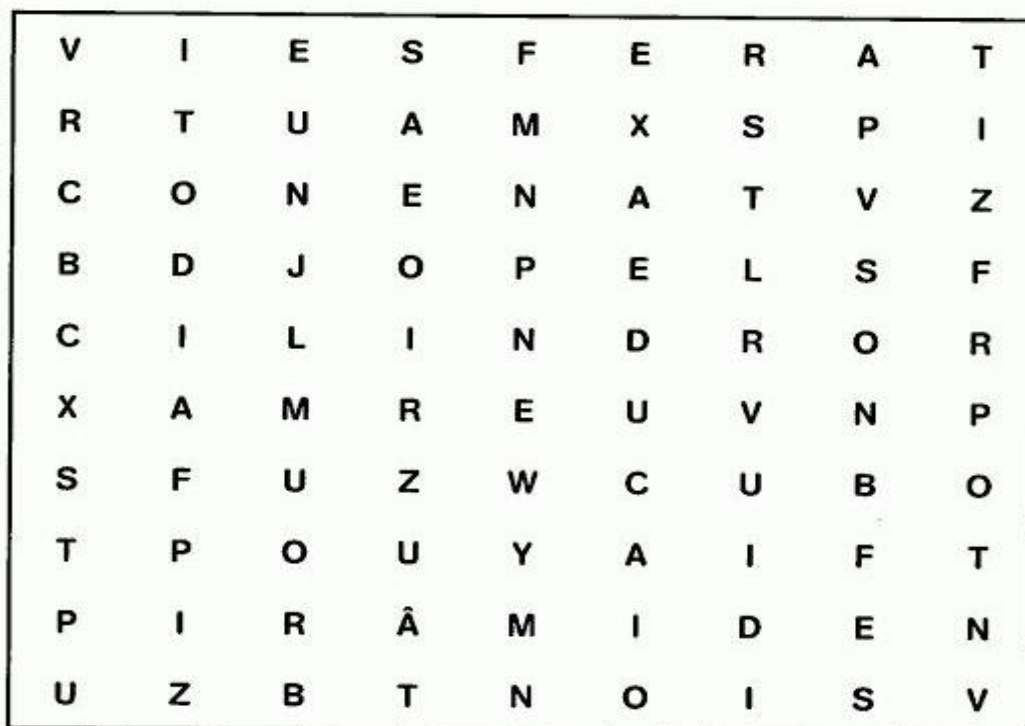 V I E S F E R A T
R T U A M X S P I
C O N E N A T V Z
B D J O P E L S F
C I L I N D R O R
X A M R E U V N P
S F U Z W C U B O
T P O U Y A I F T
P I R Â M I D E N
U Z B T N O I S V